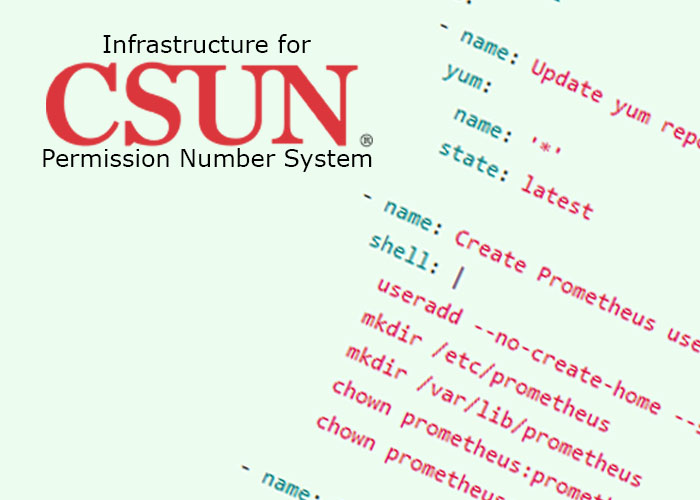 Infrastructure for
CSUN®
Permission Number System
- name: Update yum repo
yum:
name: '*'
state: latest
- name: Create Prometheus use
shell: |
useradd --no-create-home --s
mkdir /etc/prometheus
mkdir /var/lib/prometheus
chown prometheus:promet
chown prometheus
- name: